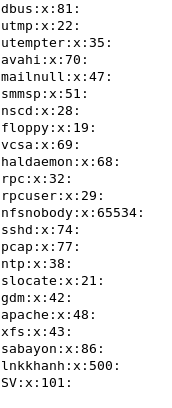 dbus:x:81:
utmp:x:22:
utempter:x:35:
avahi:x:70:
mailnull:x:47:
smmsp:x:51:
nscd:x:28:
floppy:x:19:
vcsa:x:69:
haldaemon:x:68:
rpc:x:32:
rpcuser:x:29:
nfsnobody:x:65534:
sshd:x:74:
pcap:x:77:
ntp:x:38:
slocate:x:21:
gdm:x:42:
apache:x:48:
xfs:x:43:
sabayon:x:86:
lnkkhanh:x:500:
SV:x:101: